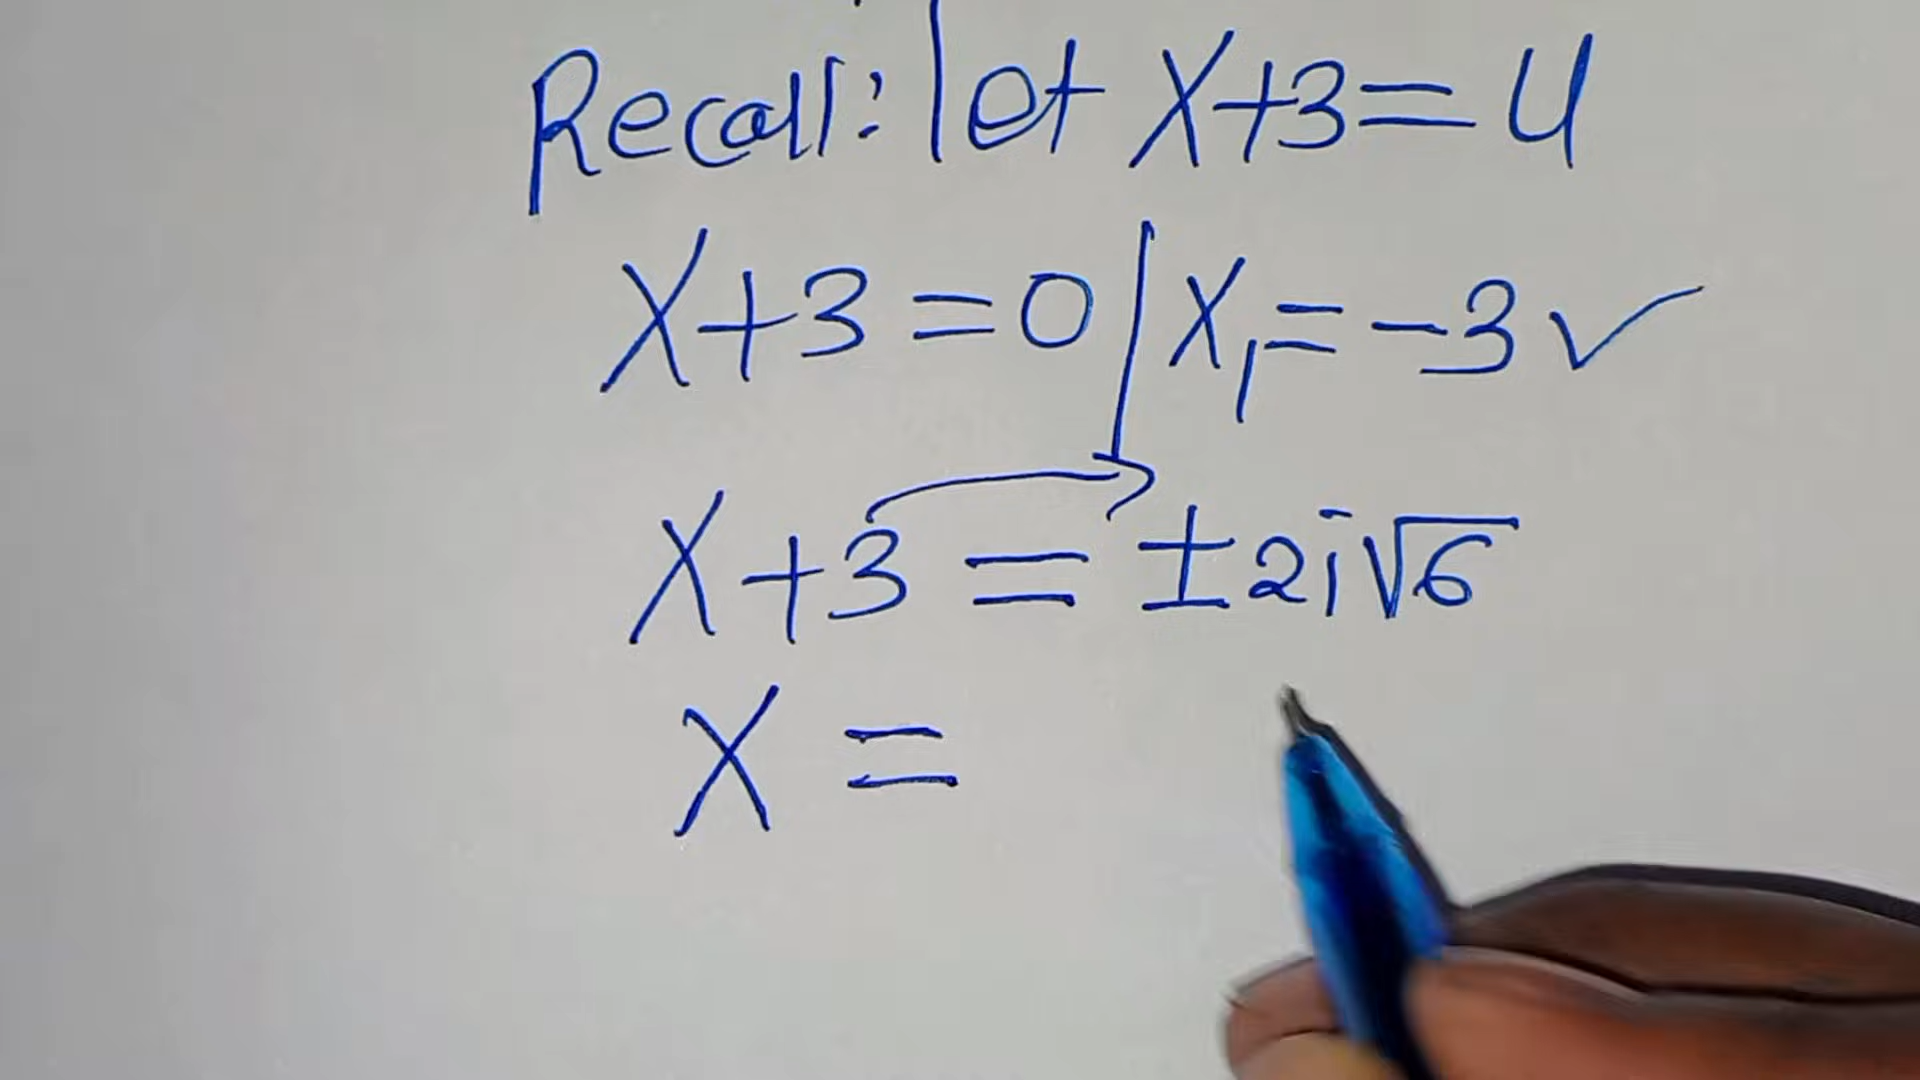 Recall: let X+3=U
X+3=0 | X₁=-3✓
X+3=±2i√6
X=